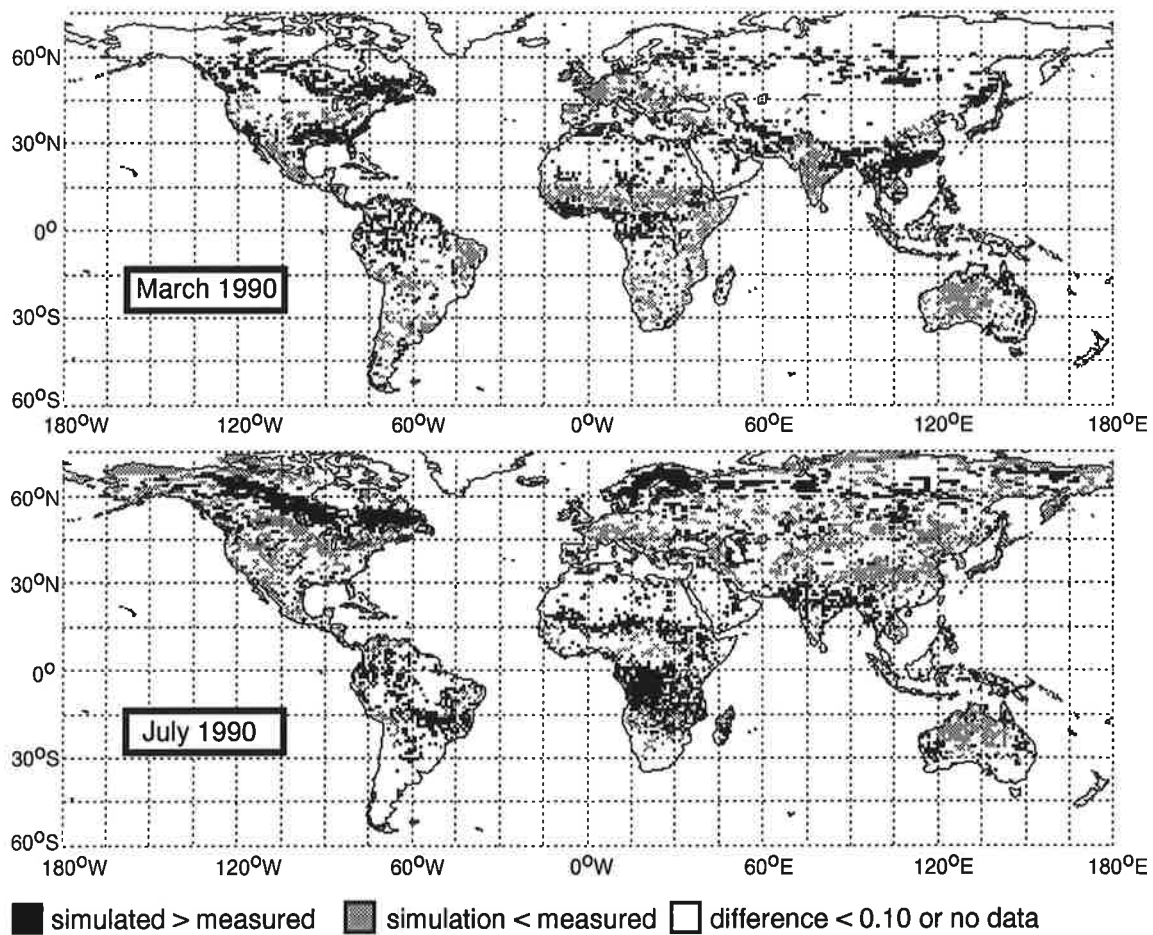 60°N
30°N
0°
30°S
60°S
March 1990
180°W 120°W 60°W 0°W 60°E 120°E 180°E
60°N
30°N
0°
30°S
60°S
July 1990
180°W 120°W 60°W 0°W 60°E 120°E 180°E
simulated > measured simulation < measured difference < 0.10 or no data